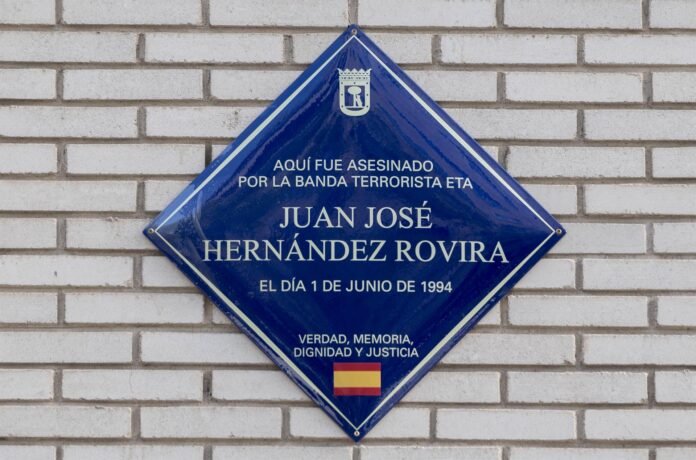 AQUÍ FUE ASESINADO
POR LA BANDA TERRORISTA ETA
JUAN JOSÉ
HERNÁNDEZ ROVIRA
EL DÍA 1 DE JUNIO DE 1994
VERDAD, MEMORIA,
DIGNIDAD Y JUSTICIA